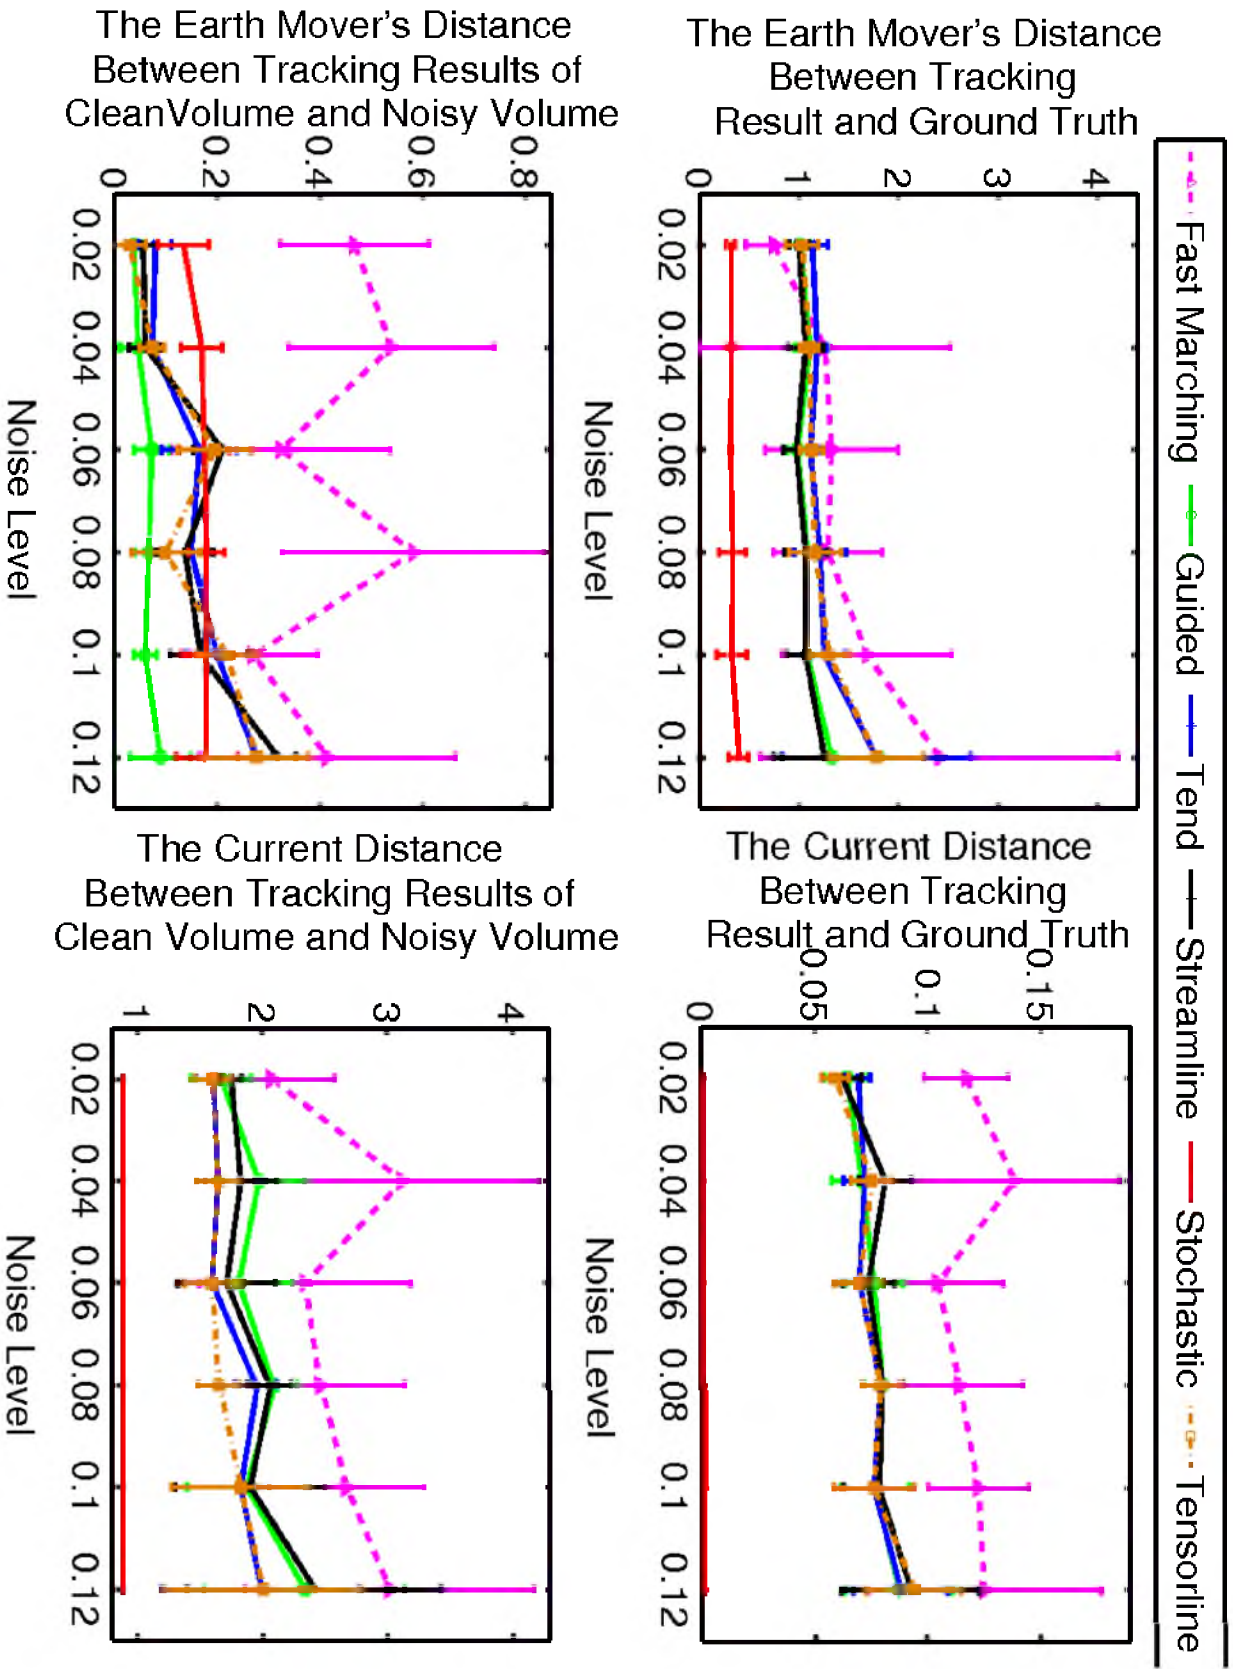 Fast Marching Guided Tend Streamline Stochastic Tensorline
The Earth Mover's Distance
Between Tracking
Result and Ground Truth
0 1 2 3 4
0.02 0.04 0.06 0.08 0.1 0.12
Noise Level
The Current Distance
Between Tracking
Result and Ground Truth
0 0.05 0.1 0.15
0.02 0.04 0.06 0.08 0.1 0.12
Noise Level
The Earth Mover's Distance
Between Tracking Results of
CleanVolume and Noisy Volume
0 0.2 0.4 0.6 0.8
0.02 0.04 0.06 0.08 0.1 0.12
Noise Level
The Current Distance
Between Tracking Results of
Clean Volume and Noisy Volume
1 2 3 4
0.02 0.04 0.06 0.08 0.1 0.12
Noise Level